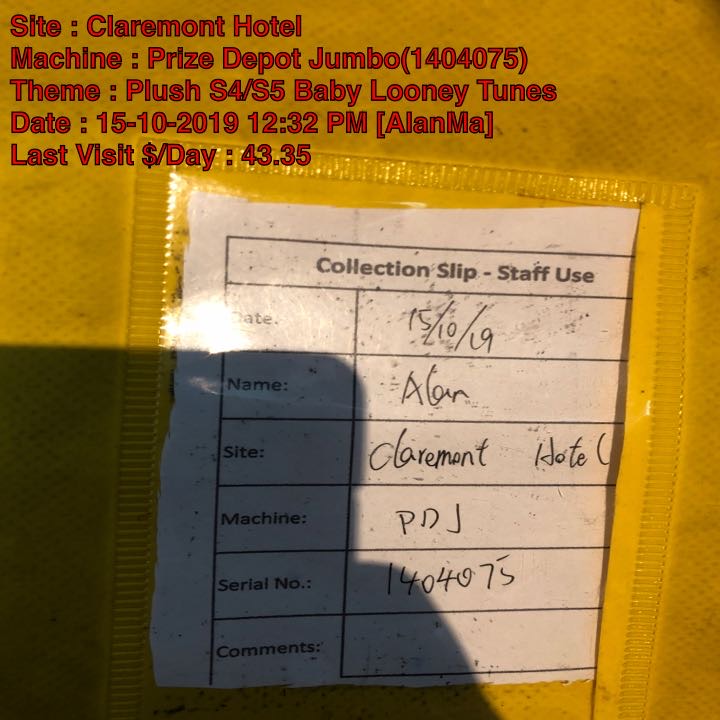 Site : Claremont Hotel
Machine : Prize Depot Jumbo(1404075)
Theme : Plush S4/S5 Baby Looney Tunes
Date : 15-10-2019 12:32 PM [AlanMa]
Last Visit $/Day : 43.35
Collection Slip - Staff Use
Date: 15/10/19
Name: Alan
Site: Claremont Hotel
Machine: PDJ
Serial No.: 1404075
Comments: